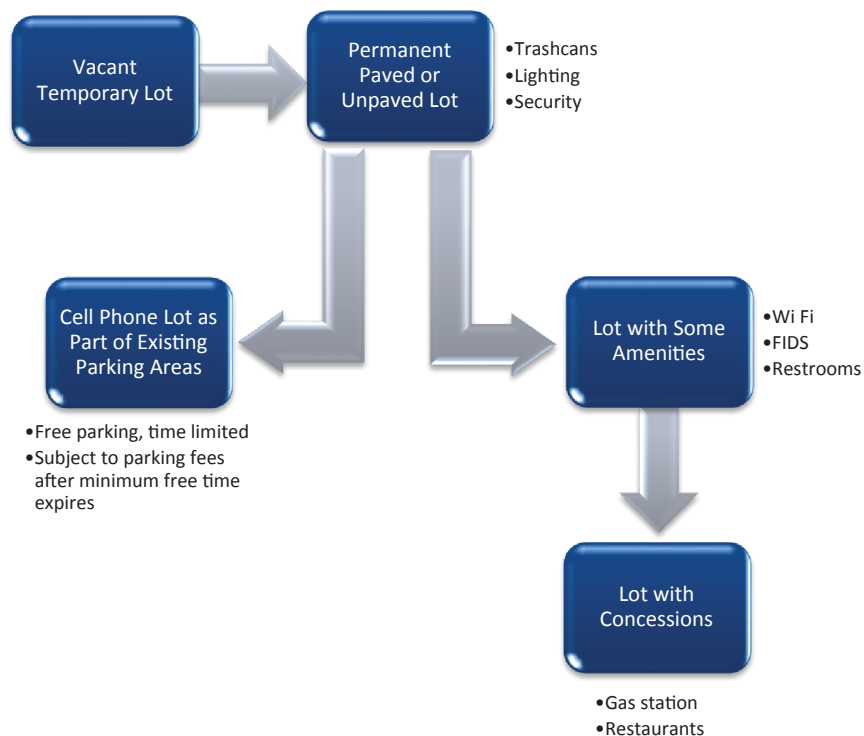 Vacant
Temporary Lot
Permanent
Paved or
Unpaved Lot
•Trashcans
•Lighting
•Security
Cell Phone Lot as
Part of Existing
Parking Areas
•Free parking, time limited
•Subject to parking fees
after minimum free time
expires
Lot with Some
Amenities
•Wi Fi
•FIDS
•Restrooms
Lot with
Concessions
•Gas station
•Restaurants